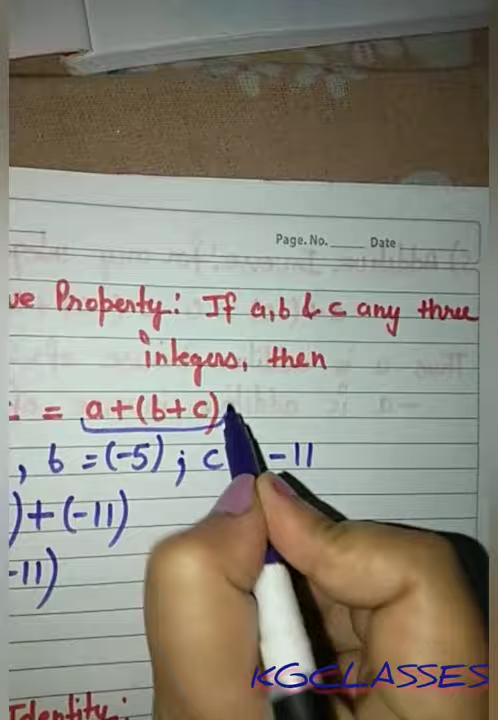 Page. No. Date
ve Property: If a, b & c any three
integers, then
= a+(b+c)
, b = (-5) ; c -11
)+(-11)
-11)
Identity:
KGCLASSES